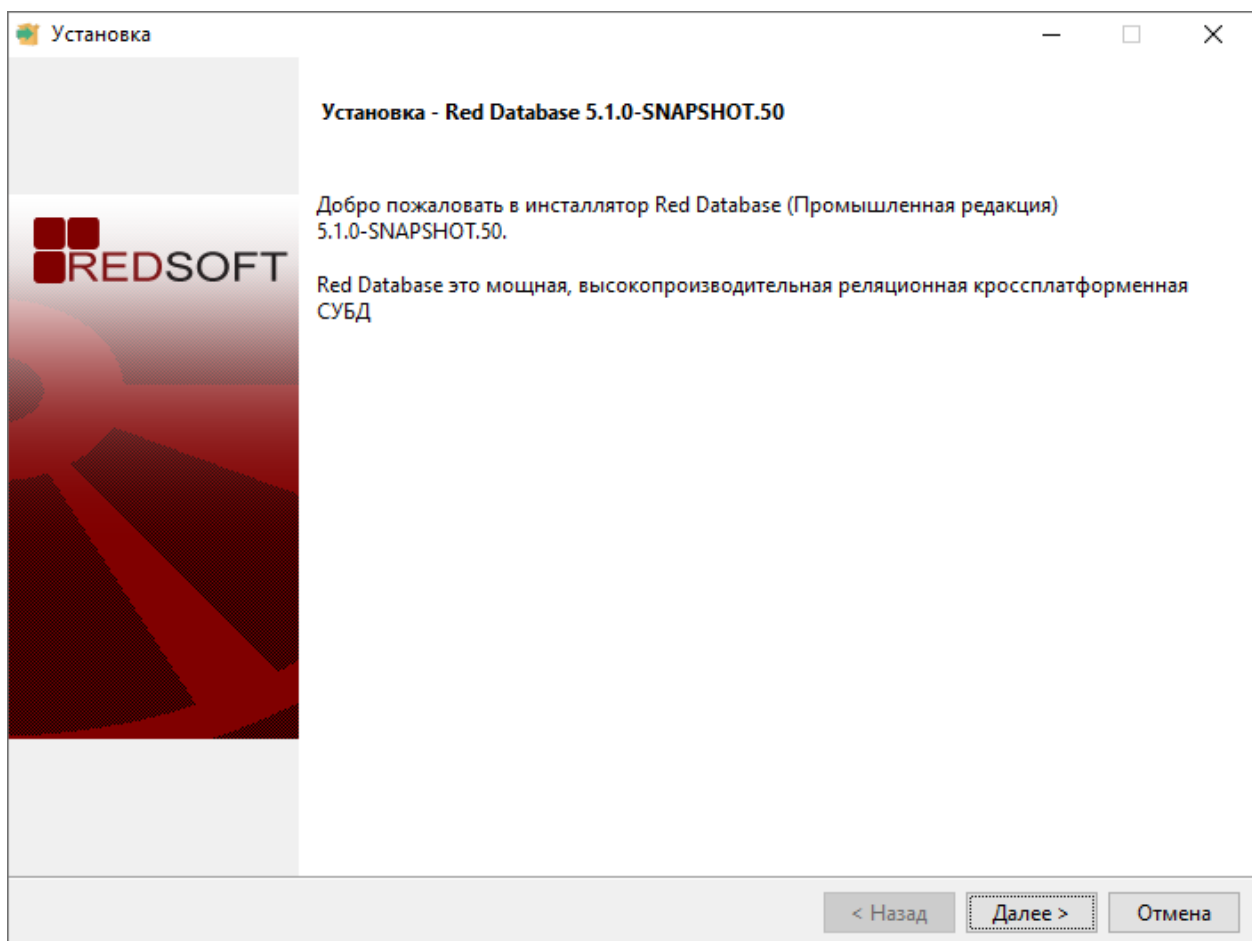 Установка
Установка - Red Database 5.1.0-SNAPSHOT.50
Добро пожаловать в инсталлятор Red Database (Промышленная редакция)
5.1.0-SNAPSHOT.50.
REDSOFT
Red Database это мощная, высокопроизводительная реляционная кроссплатформенная
СУБД
< Назад
Далее >
Отмена